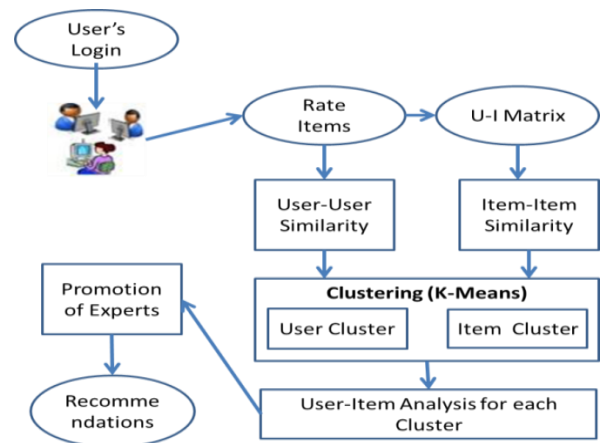 User's
Login
Rate
Items
U-I Matrix
User-User
Similarity
Item-Item
Similarity
Clustering (K-Means)
User Cluster
Item Cluster
User-Item Analysis for each
Cluster
Promotion
of Experts
Recomme
ndations